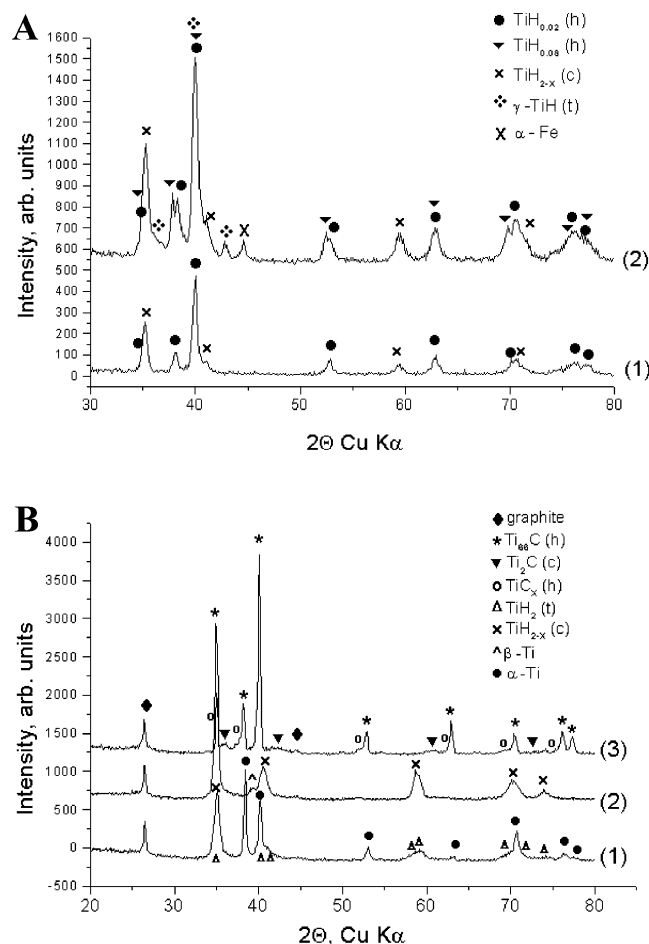 A
● TiH0.02 (h)
▼ TiH0.08 (h)
× TiH2-X (c)
γ -TiH (t)
α - Fe
Intensity, arb. units
1600
1500
1400
1300
1200
1100
1000
900
800
700
600
500
400
300
200
100
0
(2)
(1)
30 40 50 60 70 80
2Θ Cu Kα
B
◆ graphite
* Ti66C (h)
▼ Ti2C (c)
o TiCX (h)
Δ TiH2 (t)
× TiH2-X (c)
^ β -Ti
● α-Ti
Intensity, arb. units
4000
3500
3000
2500
2000
1500
1000
500
0
-500
(3)
(2)
(1)
20 30 40 50 60 70 80
2Θ, Cu Kα